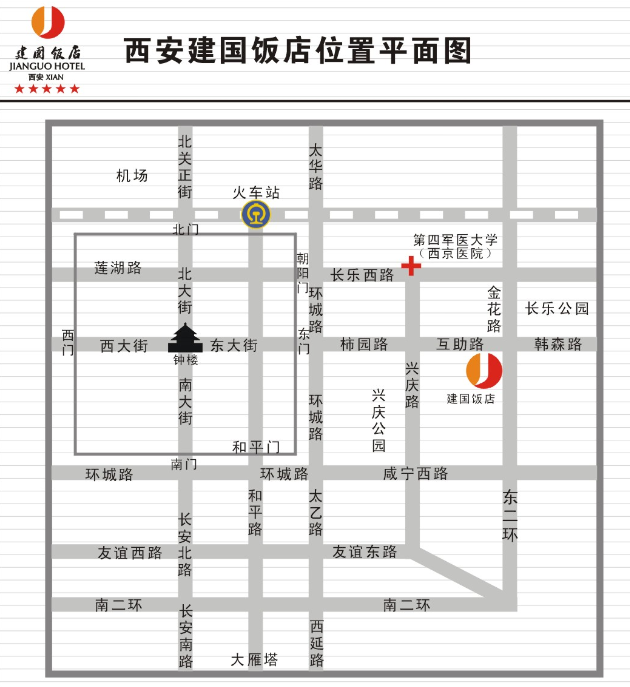 建国饭店
JIANGUO HOTEL
西安 XIAN
西安建国饭店位置平面图
北关正街
太华路
机场
火车站
北门
第四军医大学
（西京医院）
朝阳门
莲湖路
北大街
长乐西路
环城路
金花路
长乐公园
西门
西大街
东大街
东门
柿园路
互助路
韩森路
钟楼
兴庆路
建国饭店
南大街
环城路
兴庆公园
和平门
南门
环城路
环城路
咸宁西路
和平路
太乙路
东二环
长安北路
友谊西路
友谊东路
南二环
南二环
长安南路
大雁塔
西延路